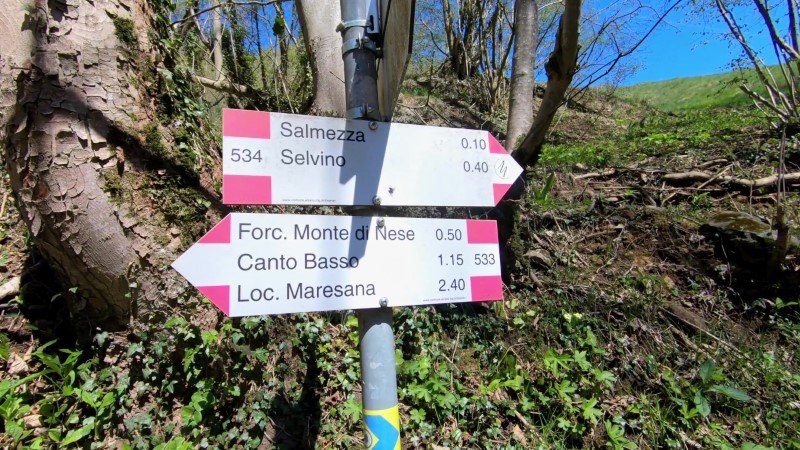 Salmezza 0.10
534 Selvino 0.40
Forc. Monte di Nese 0.50
Canto Basso 1.15 533
Loc. Maresana 2.40